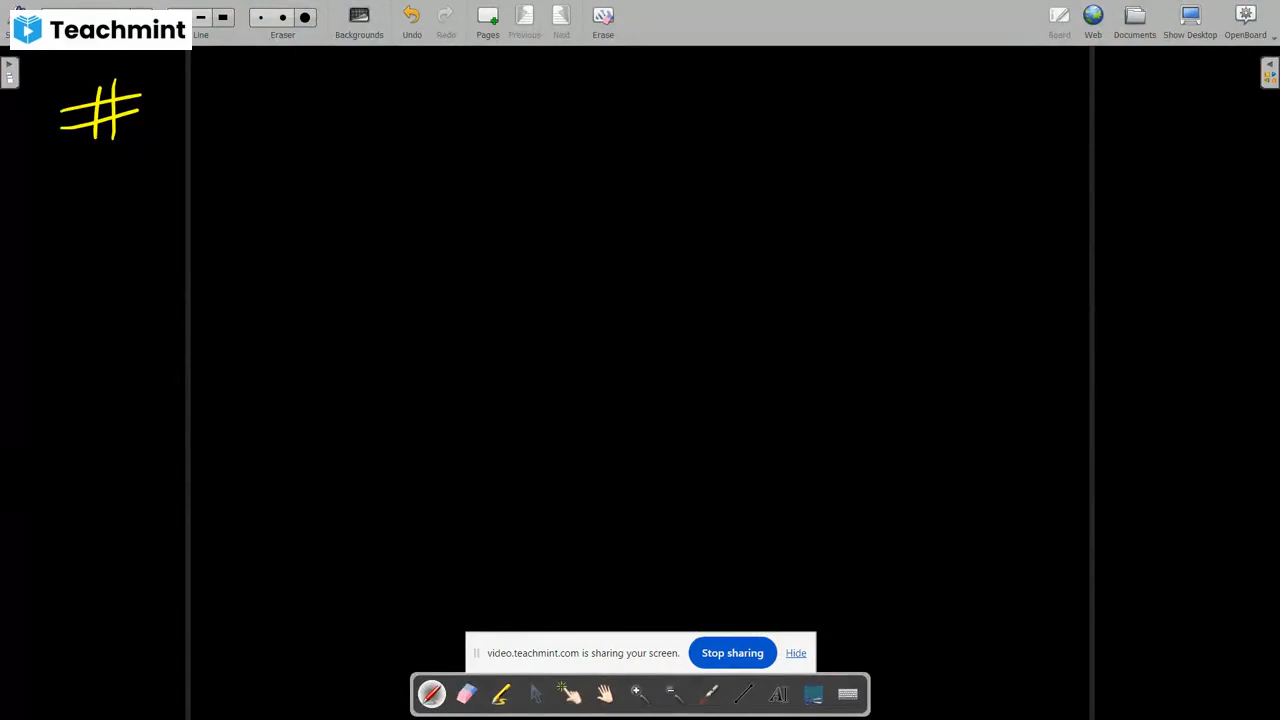 Teachmint
Line
Eraser
Backgrounds
Undo
Redo
Pages
Previous
Next
Erase
Board
Web
Documents
Show Desktop
OpenBoard
#
video.teachmint.com is sharing your screen.
Stop sharing
Hide
AI